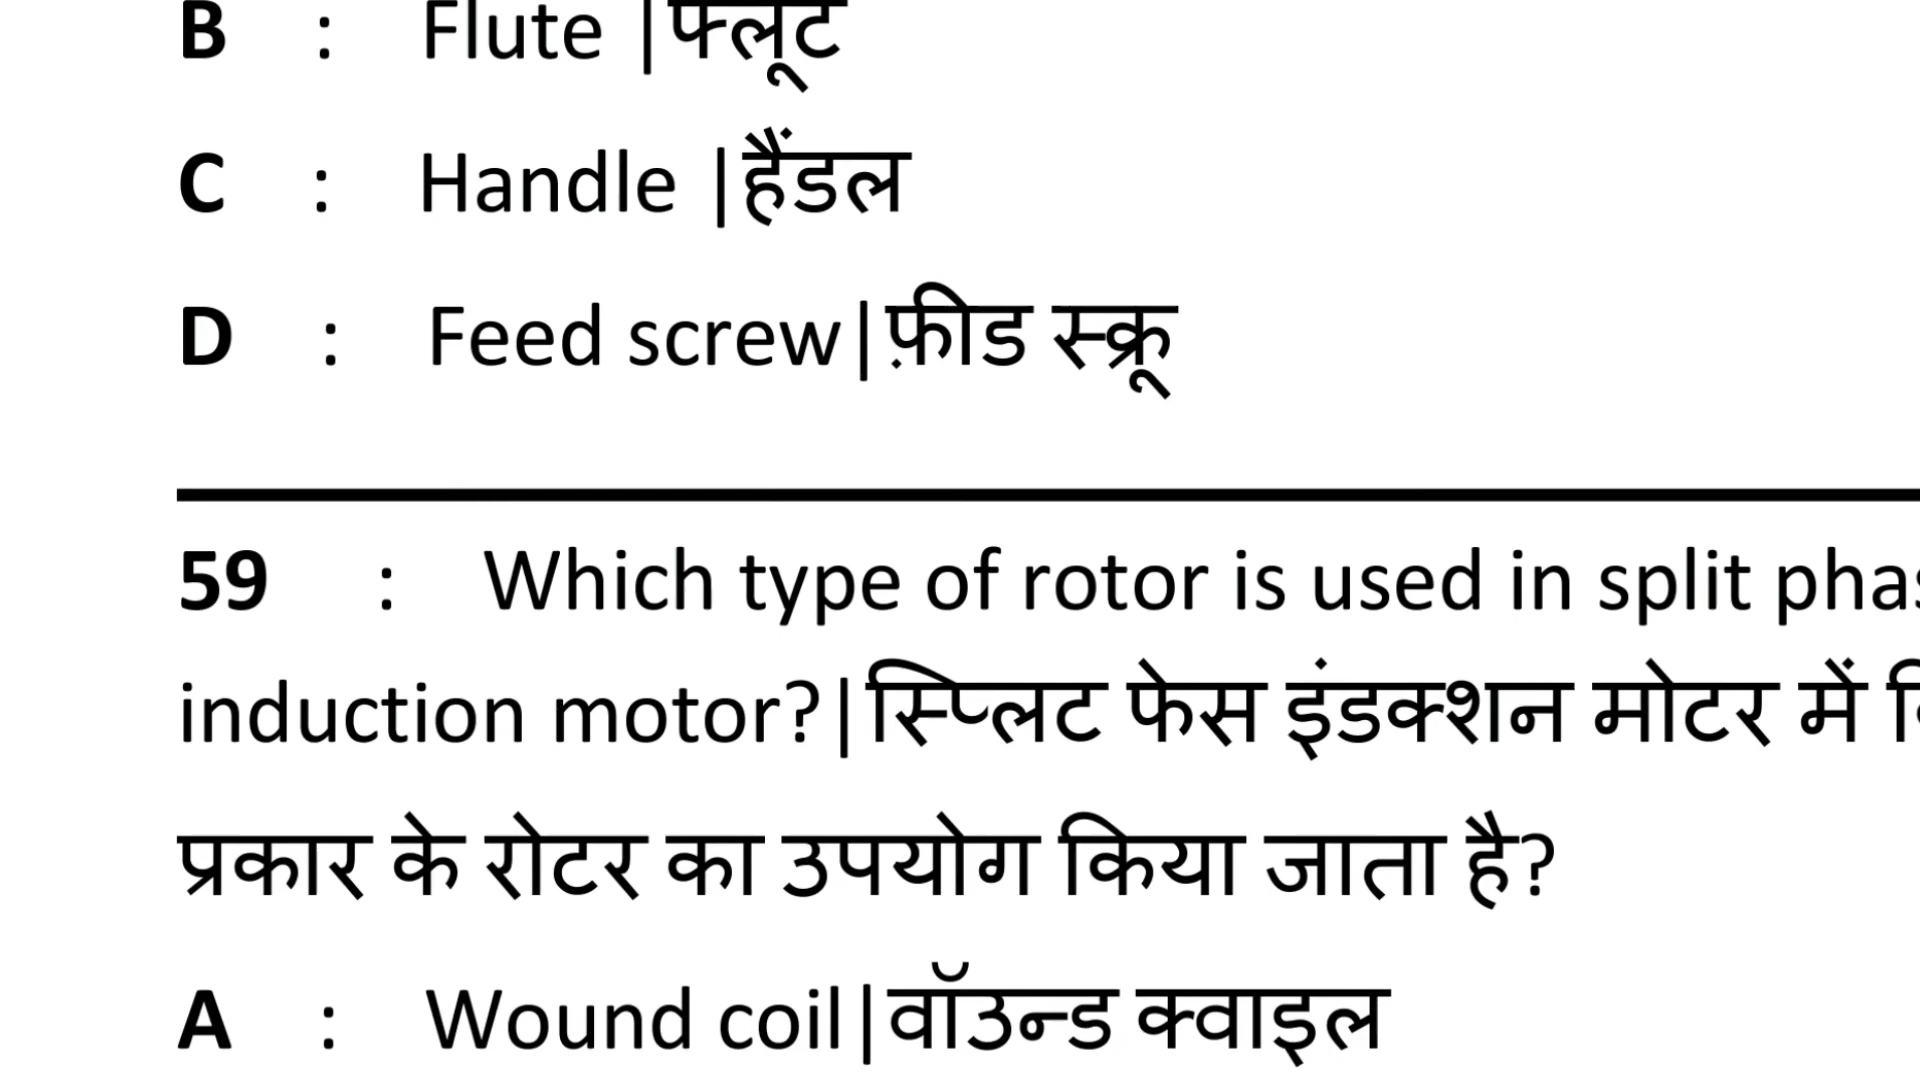 B : Flute |फ्लूट
C : Handle |हैंडल
D : Feed screw|फ़ीड स्क्रू
59 : Which type of rotor is used in split
induction motor?|स्प्लिट फेस इंडक्शन मोटर में
प्रकार के रोटर का उपयोग किया जाता है?
A : Wound coil|वॉउन्ड क्वाइल